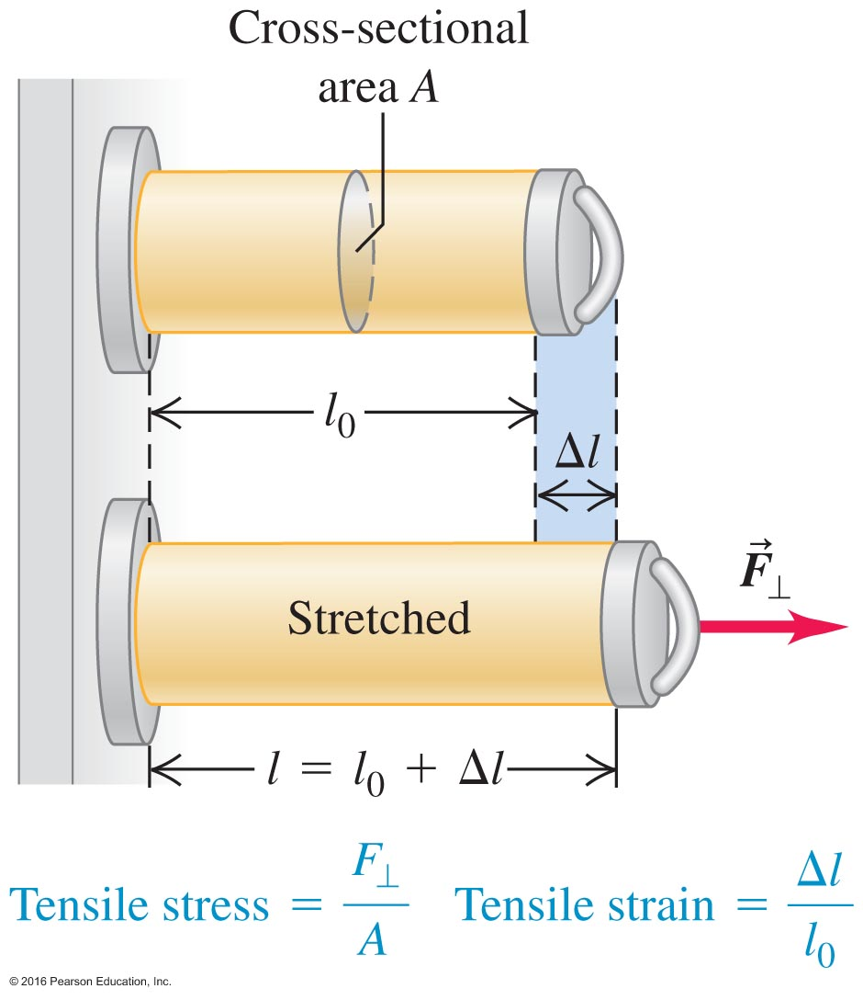 Cross-sectional
area A
l₀
Δl
F⃗⊥
Stretched
l = l₀ + Δl
Tensile stress = F⊥/A Tensile strain = Δl/l₀
© 2016 Pearson Education, Inc.